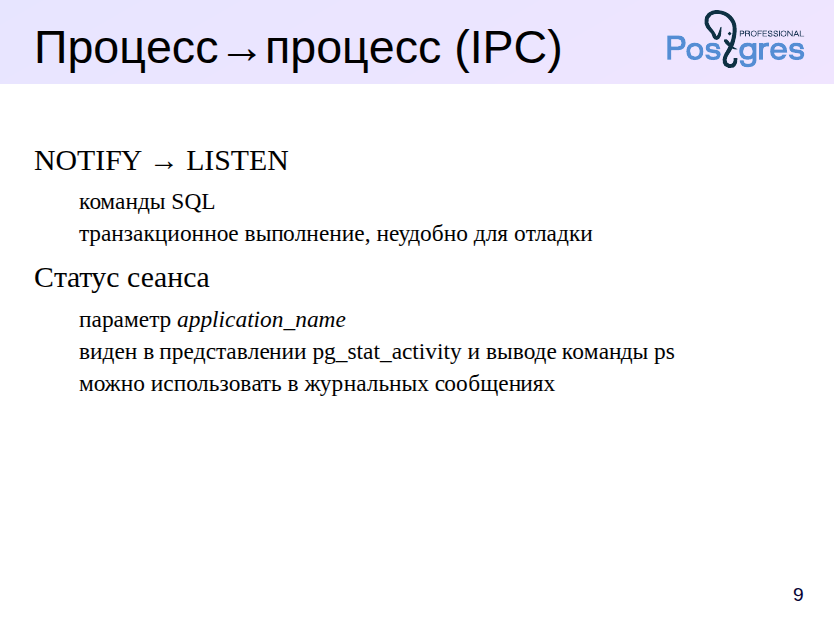 Процесс→процесс (IPC)
Postgres PROFESSIONAL
NOTIFY → LISTEN
команды SQL
транзакционное выполнение, неудобно для отладки
Статус сеанса
параметр application_name
виден в представлении pg_stat_activity и выводе команды ps
можно использовать в журнальных сообщениях
9